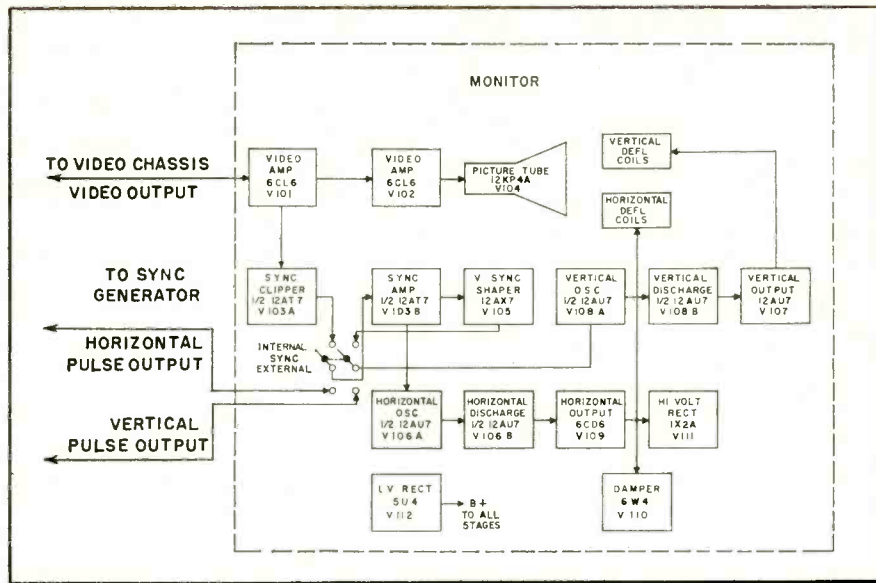 MONITOR
TO VIDEO CHASSIS
VIDEO OUTPUT
VIDEO
AMP
6CL6
V101
VIDEO
AMP
6CL6
V102
PICTURE TUBE
12KP4A
V104
VERTICAL
DEFL
COILS
HORIZONTAL
DEFL
COILS
TO SYNC
GENERATOR
SYNC
CLIPPER
1/2 12AT7
V103A
SYNC
AMP
1/2 12AT7
V103B
V SYNC
SHAPER
12AX7
V105
VERTICAL
OSC
1/2 12AU7
V108A
VERTICAL
DISCHARGE
1/2 12AU7
V108B
VERTICAL
OUTPUT
12AU7
V107
HORIZONTAL
PULSE OUTPUT
INTERNAL
SYNC
EXTERNAL
VERTICAL
PULSE OUTPUT
HORIZONTAL
OSC
1/2 12AU7
V106A
HORIZONTAL
DISCHARGE
1/2 12AU7
V106B
HORIZONTAL
OUTPUT
6CD6
V109
HI VOLT
RECT
1X2A
V111
LV RECT
5U4
V112
B+
TO ALL
STAGES
DAMPER
6W4
V110